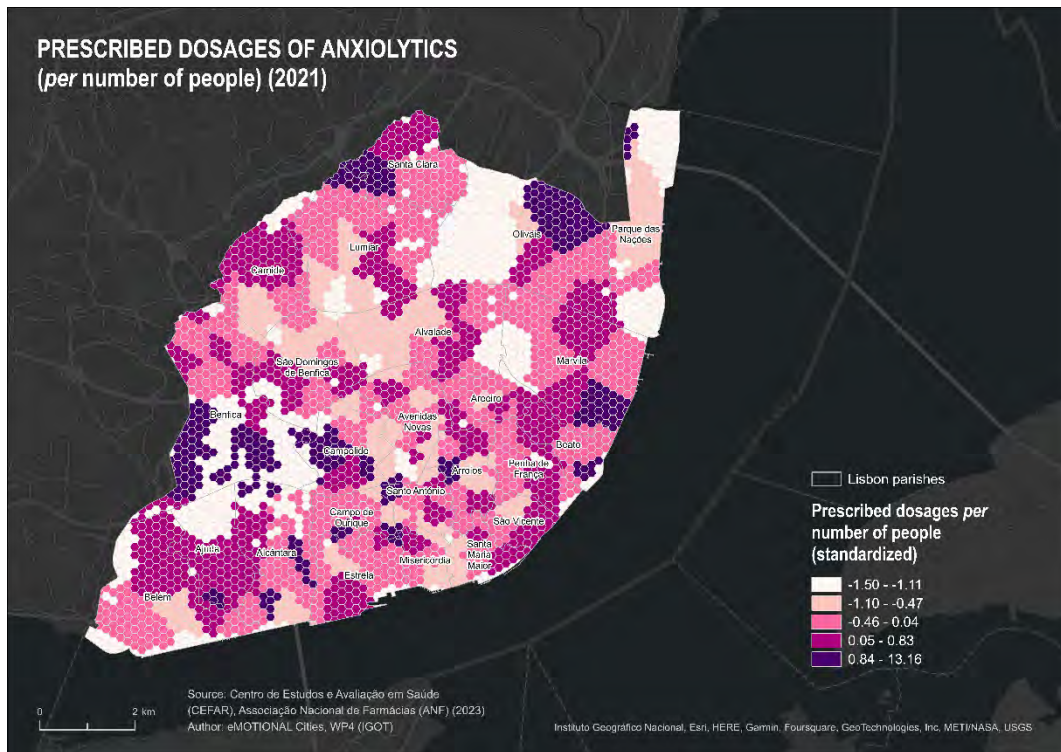 PRESCRIBED DOSAGES OF ANXIOLYTICS
(per number of people) (2021)
Santa Clara
Olivais
Parque das
Nações
Lumiar
Carnide
Alvalade
São Domingos
de Benfica
Marvila
Areeiro
Benfica
Avenidas
Novas
Beato
Campolide
Arroios
Penha de
França
Santo António
Campo de
Ourique
São Vicente
Ajuda
Alcântara
Misericórdia
Santa
Maria
Maior
Estrela
Belém
Lisbon parishes
Prescribed dosages per
number of people
(standardized)
-1.50 - -1.11
-1.10 - -0.47
-0.46 - 0.04
0.05 - 0.83
0.84 - 13.16
0 2 km
Source: Centro de Estudos e Avaliação em Saúde
(CEFAR), Associação Nacional de Farmácias (ANF) (2023)
Author: eMOTIONAL Cities, WP4 (IGOT)
Instituto Geográfico Nacional, Esri, HERE, Garmin, Foursquare, GeoTechnologies, Inc, METI/NASA, USGS